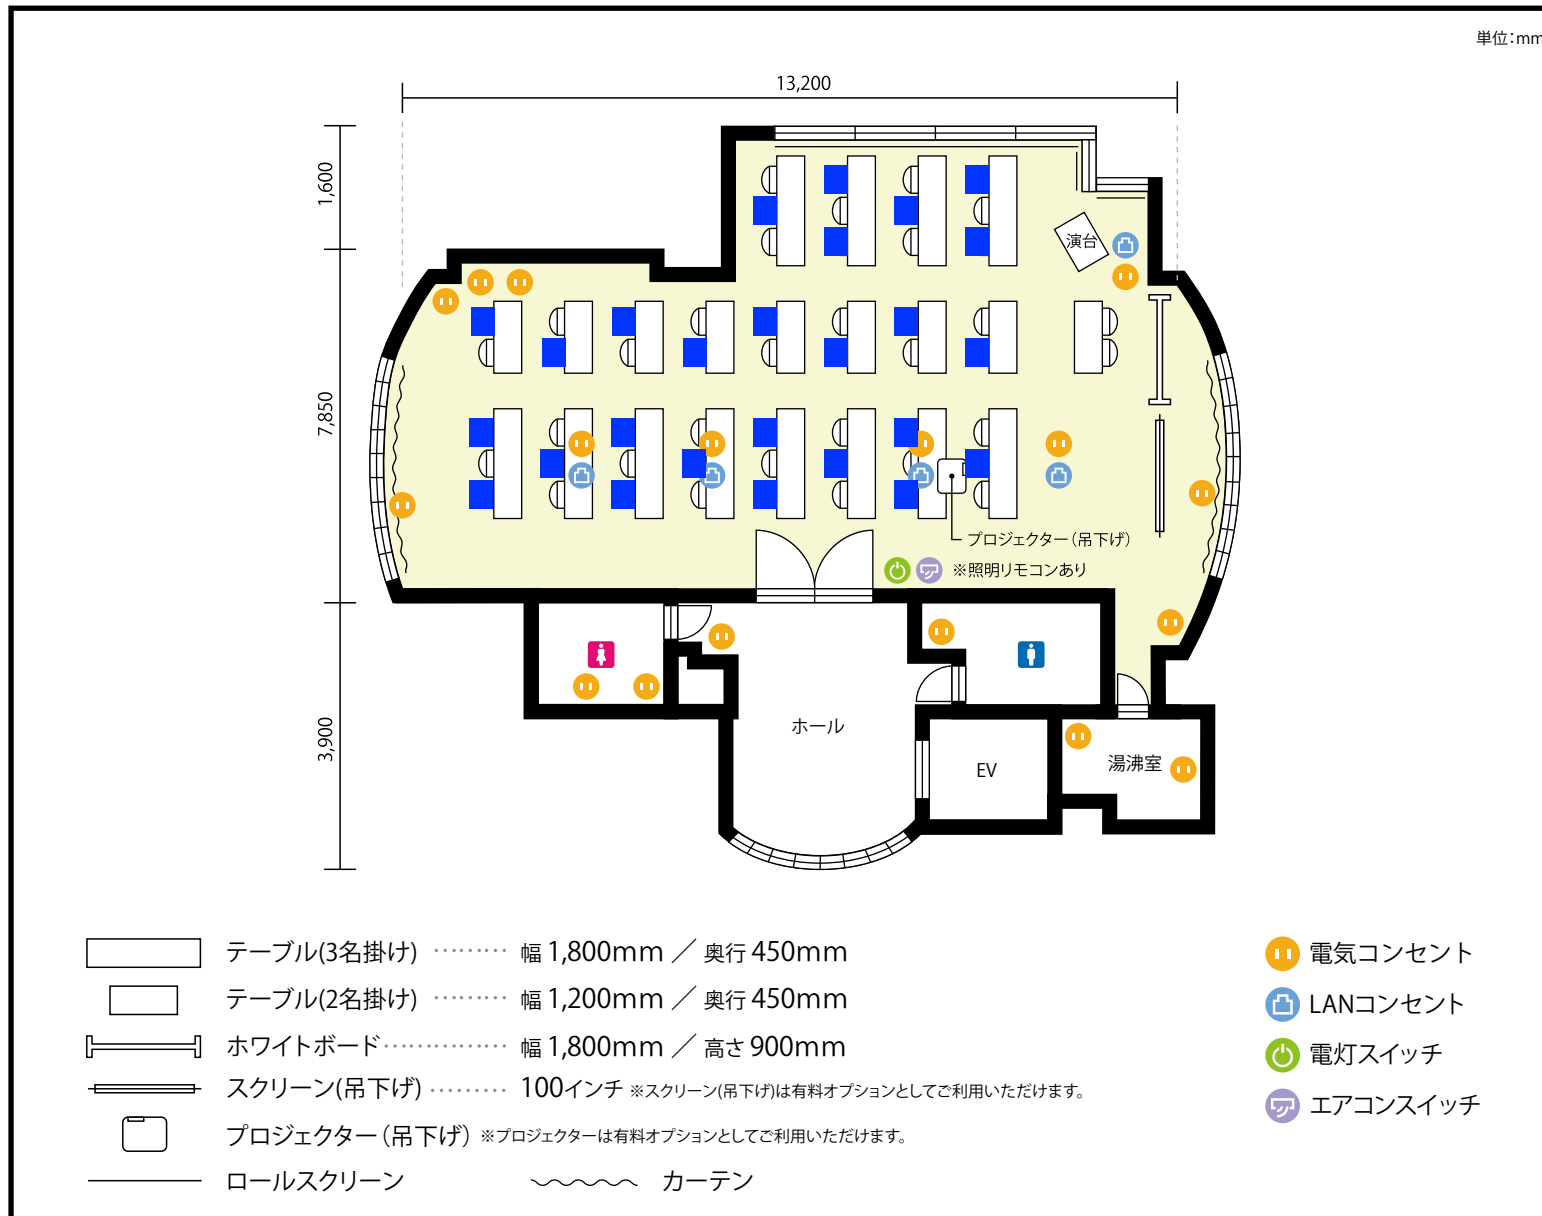 単位：mm
13,200
1,600
7,850
3,900
演台
プロジェクター（吊下げ）
※照明リモコンあり
ホール
EV
湯沸室
テーブル(3名掛け) ········· 幅 1,800mm ／ 奥行 450mm
テーブル(2名掛け) ········· 幅 1,200mm ／ 奥行 450mm
ホワイトボード··············· 幅 1,800mm ／ 高さ 900mm
スクリーン(吊下げ) ········· 100インチ ※スクリーン(吊下げ)は有料オプションとしてご利用いただけます。
プロジェクター（吊下げ） ※プロジェクターは有料オプションとしてご利用いただけます。
ロールスクリーン
カーテン
電気コンセント
LANコンセント
電灯スイッチ
エアコンスイッチ